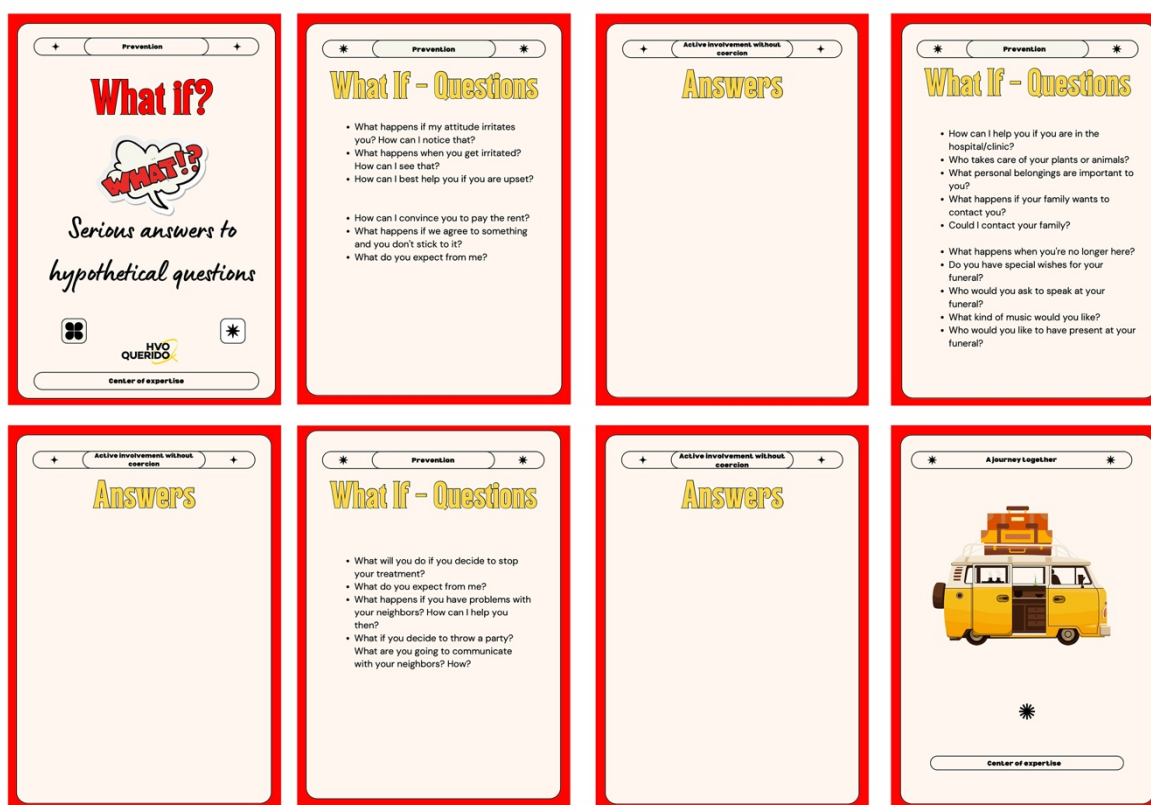 Prevention
What if?
WHAT!?
Serious answers to
hypothetical questions
HVO
QUERIDO
Center of expertise
Prevention
What If - Questions
• What happens if my attitude irritates
you? How can I notice that?
• What happens when you get irritated?
How can I see that?
• How can I best help you if you are upset?
• How can I convince you to pay the rent?
• What happens if we agree to something
and you don't stick to it?
• What do you expect from me?
Active involvement without
coercion
Answers
Prevention
What If - Questions
• How can I help you if you are in the
hospital/clinic?
• Who takes care of your plants or animals?
• What personal belongings are important to
you?
• What happens if your family wants to
contact you?
• Could I contact your family?
• What happens when you're no longer here?
• Do you have special wishes for your
funeral?
• Who would you ask to speak at your
funeral?
• What kind of music would you like?
• Who would you like to have present at your
funeral?
Active involvement without
coercion
Answers
Prevention
What If - Questions
• What will you do if you decide to stop
your treatment?
• What do you expect from me?
• What happens if you have problems with
your neighbors? How can I help you
then?
• What if you decide to throw a party?
What are you going to communicate
with your neighbors? How?
Active involvement without
coercion
Answers
A journey together
Center of expertise